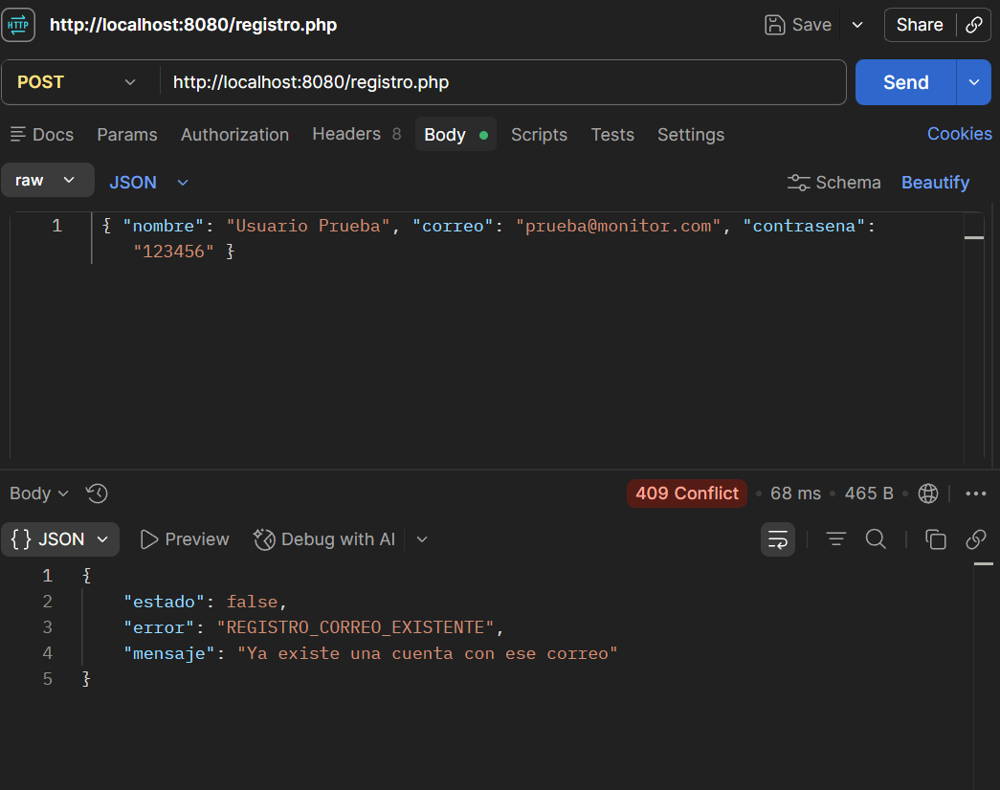 HTTP http://localhost:8080/registro.php Save Share
POST http://localhost:8080/registro.php Send
Docs Params Authorization Headers 8 Body Scripts Tests Settings Cookies
raw JSON Schema Beautify
1 { "nombre": "Usuario Prueba", "correo": "prueba@monitor.com", "contrasena":
"123456" }
Body 409 Conflict • 68 ms • 465 B •
{} JSON Preview Debug with AI
1 {
2 "estado": false,
3 "error": "REGISTRO_CORREO_EXISTENTE",
4 "mensaje": "Ya existe una cuenta con ese correo"
5 }